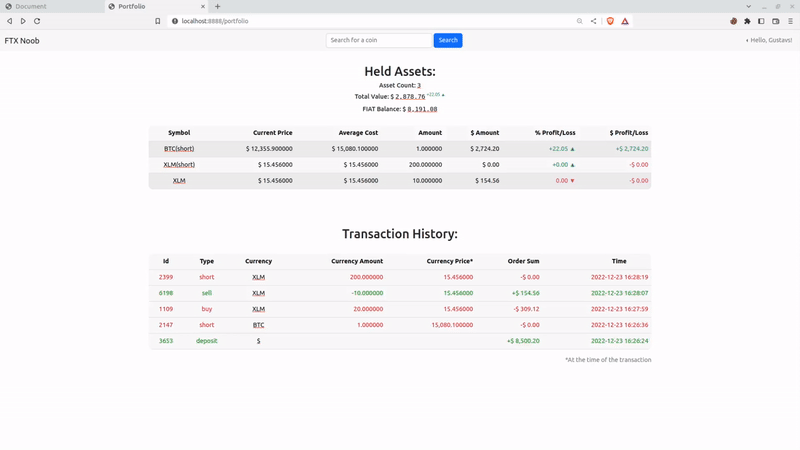 Document
Portfolio
localhost:8888/portfolio
FTX Noob
Search for a coin
Search
Hello, Gustavs!
Held Assets:
Asset Count: 3
Total Value: $ 2,878.76 +22.05 ▲
FIAT Balance: $ 8,191.08
Symbol Current Price Average Cost Amount $ Amount % Profit/Loss $ Profit/Loss
BTC(short) $ 12,355.900000 $ 15,080.100000 1.000000 $ 2,724.20 +22.05 ▲ +$ 2,724.20
XLM(short) $ 15.456000 $ 15.456000 200.000000 $ 0.00 +0.00 ▲ -$ 0.00
XLM $ 15.456000 $ 15.456000 10.000000 $ 154.56 0.00 ▼ -$ 0.00
Transaction History:
Id Type Currency Currency Amount Currency Price* Order Sum Time
2399 short XLM 200.000000 15.456000 -$ 0.00 2022-12-23 16:28:19
6198 sell XLM -10.000000 15.456000 +$ 154.56 2022-12-23 16:28:07
1109 buy XLM 20.000000 15.456000 -$ 309.12 2022-12-23 16:27:59
2147 short BTC 1.000000 15,080.100000 -$ 0.00 2022-12-23 16:26:36
3653 deposit $ +$ 8,500.20 2022-12-23 16:26:24
*At the time of the transaction